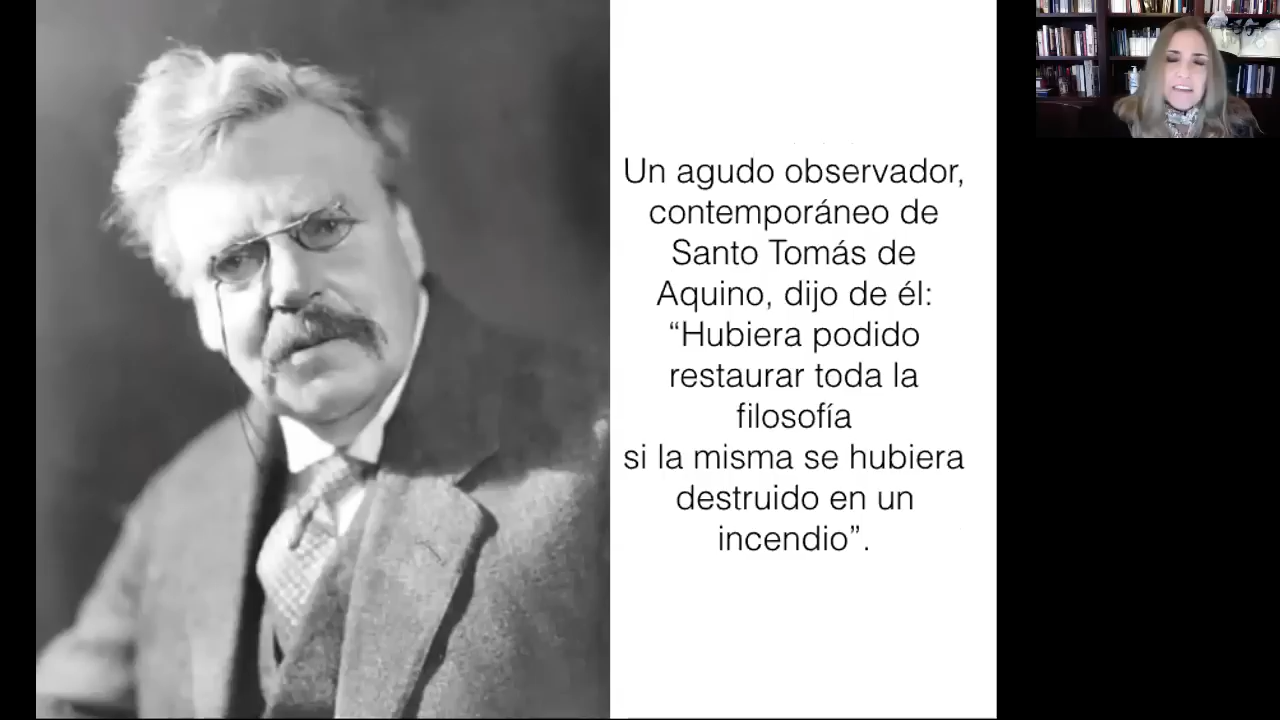 Un agudo observador,
contemporáneo de
Santo Tomás de
Aquino, dijo de él:
“Hubiera podido
restaurar toda la
filosofía
si la misma se hubiera
destruido en un
incendio”.